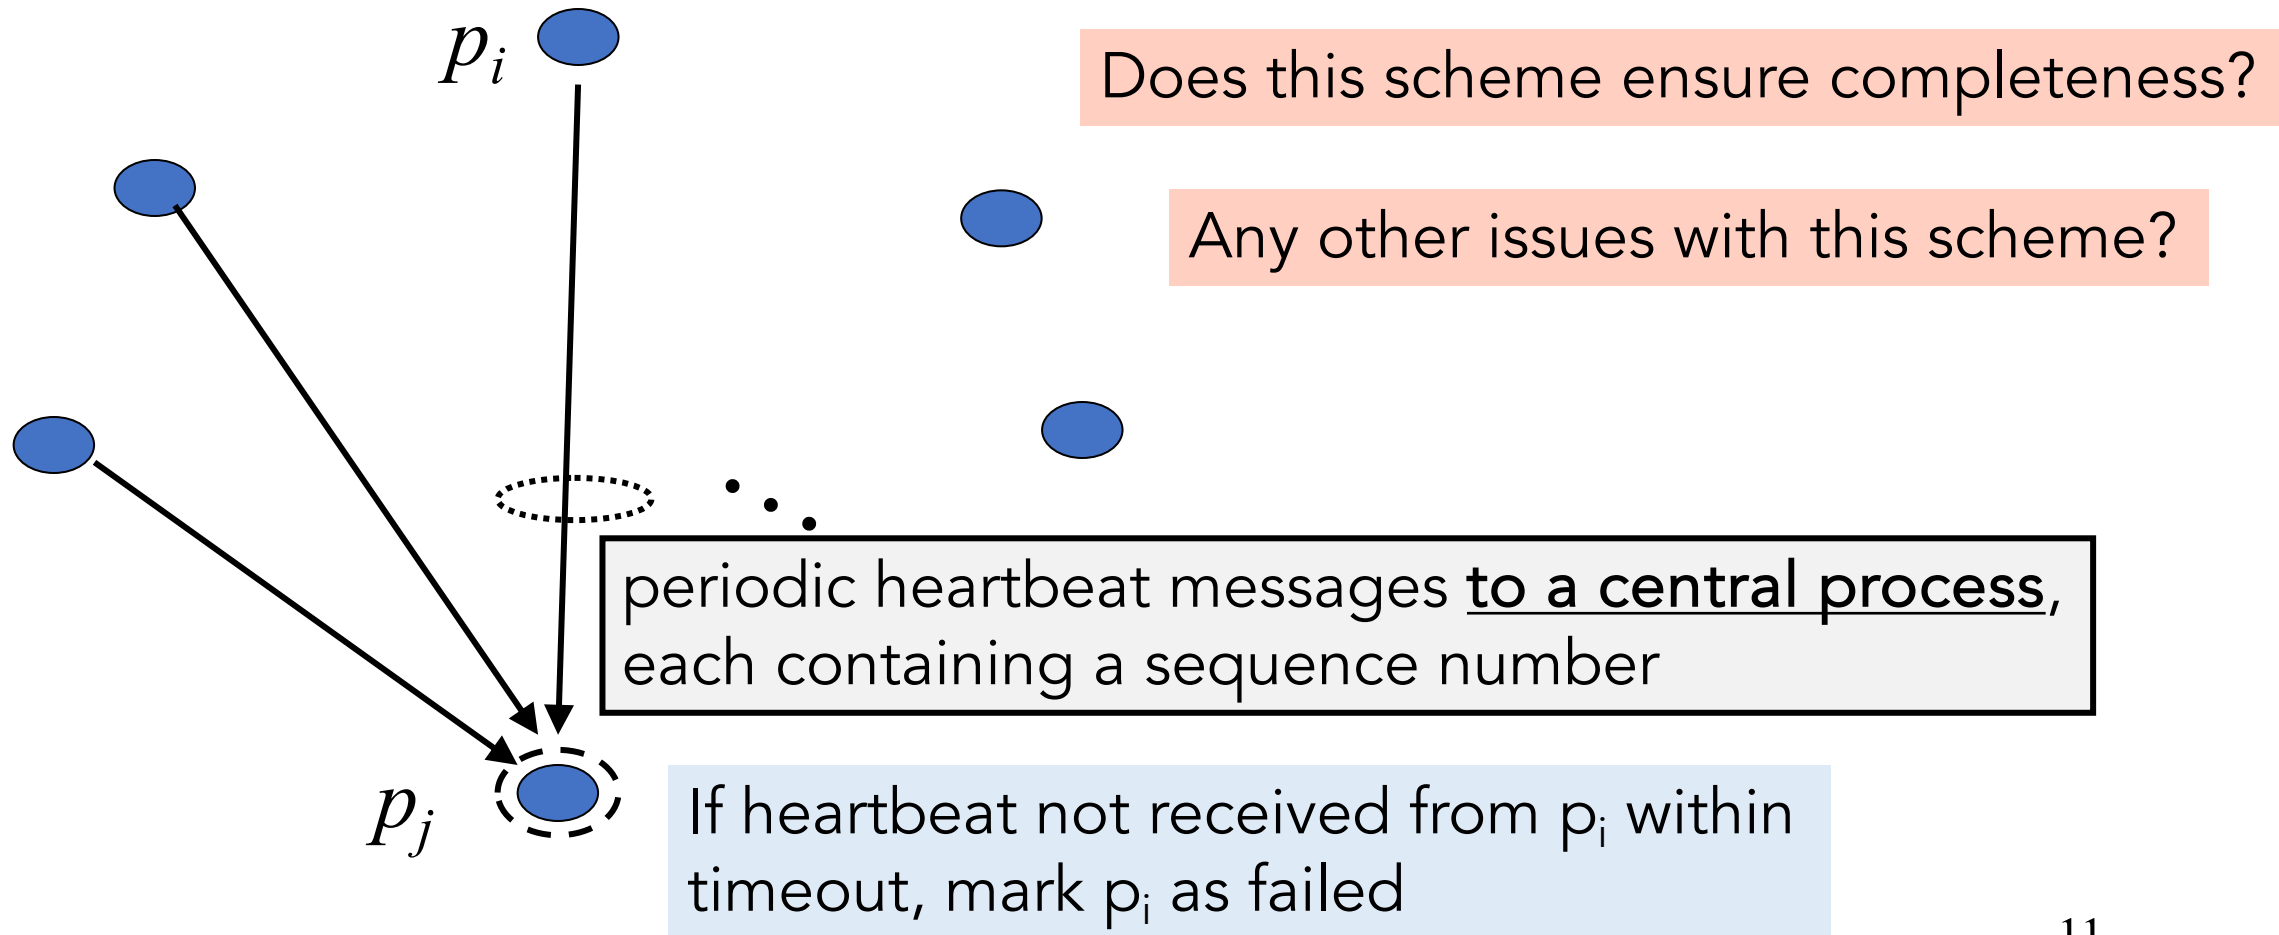 p_i
Does this scheme ensure completeness?
Any other issues with this scheme?
periodic heartbeat messages to a central process,
each containing a sequence number
p_j
If heartbeat not received from p_i within
timeout, mark p_i as failed
11